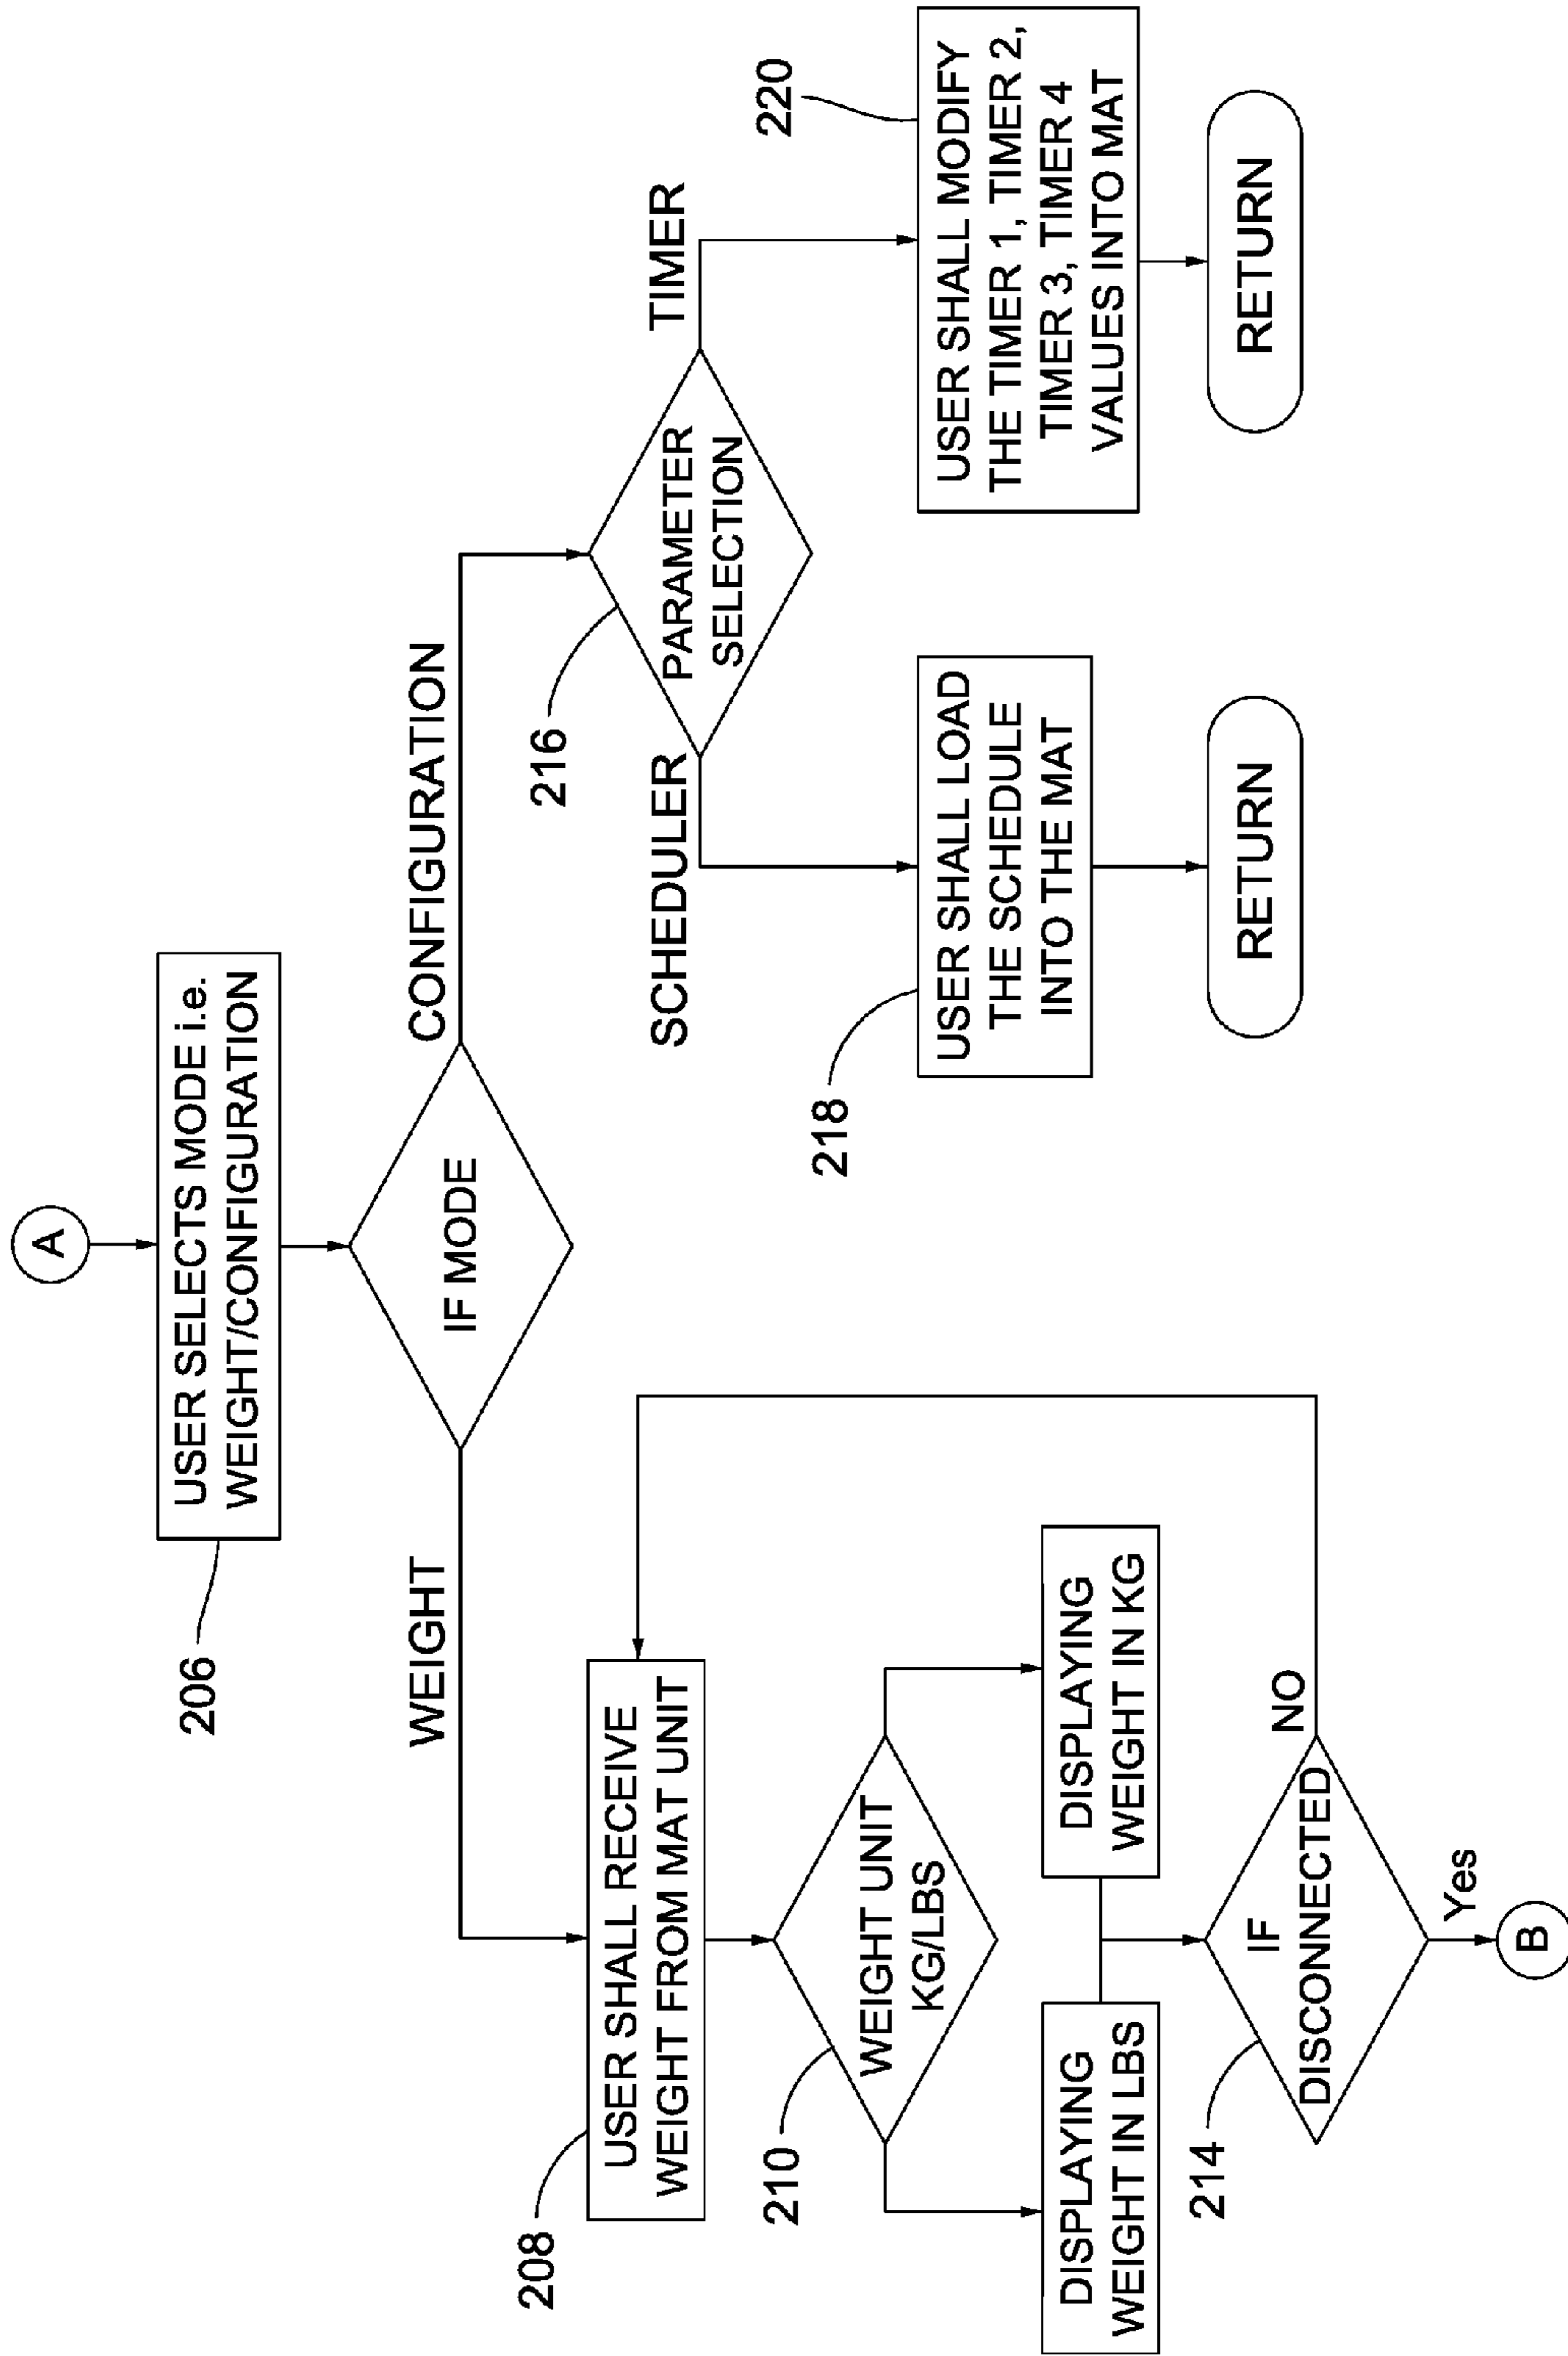 A
USER SELECTS MODE i.e.
WEIGHT/CONFIGURATION
206
IF MODE
WEIGHT
CONFIGURATION
USER SHALL RECEIVE
WEIGHT FROM MAT UNIT
208
WEIGHT UNIT
KG/LBS
210
DISPLAYING
WEIGHT IN LBS
DISPLAYING
WEIGHT IN KG
IF
DISCONNECTED
214
NO
Yes
B
PARAMETER
SELECTION
216
SCHEDULER
TIMER
USER SHALL LOAD
THE SCHEDULE
INTO THE MAT
218
RETURN
USER SHALL MODIFY
THE TIMER 1, TIMER 2,
TIMER 3, TIMER 4
VALUES INTO MAT
220
RETURN